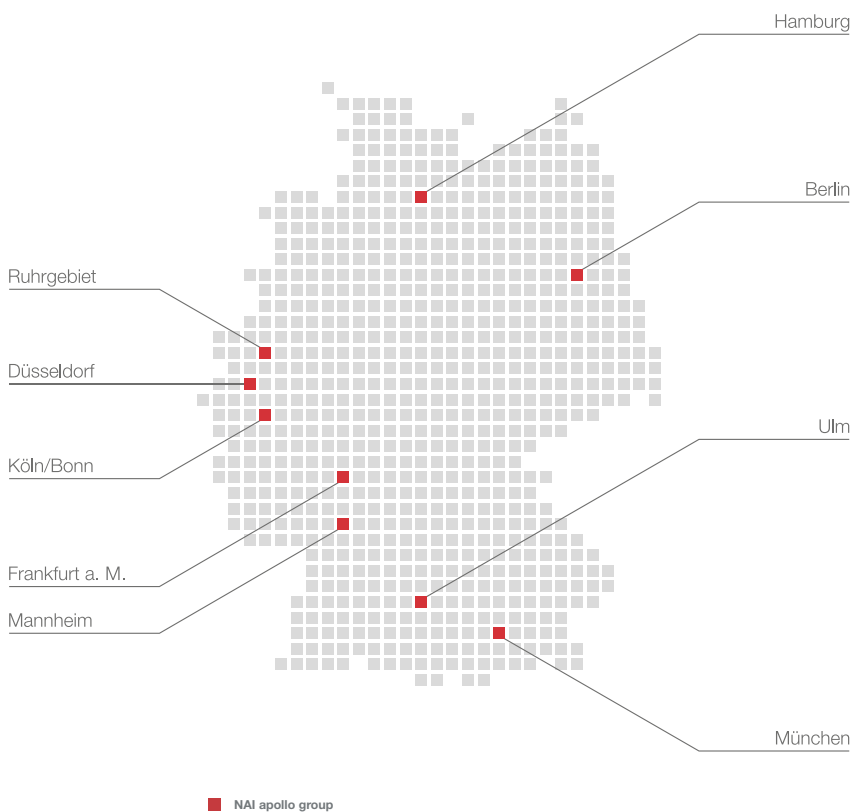 Hamburg
Berlin
Ruhrgebiet
Düsseldorf
Ulm
Köln/Bonn
Frankfurt a. M.
Mannheim
München
NAI apollo group